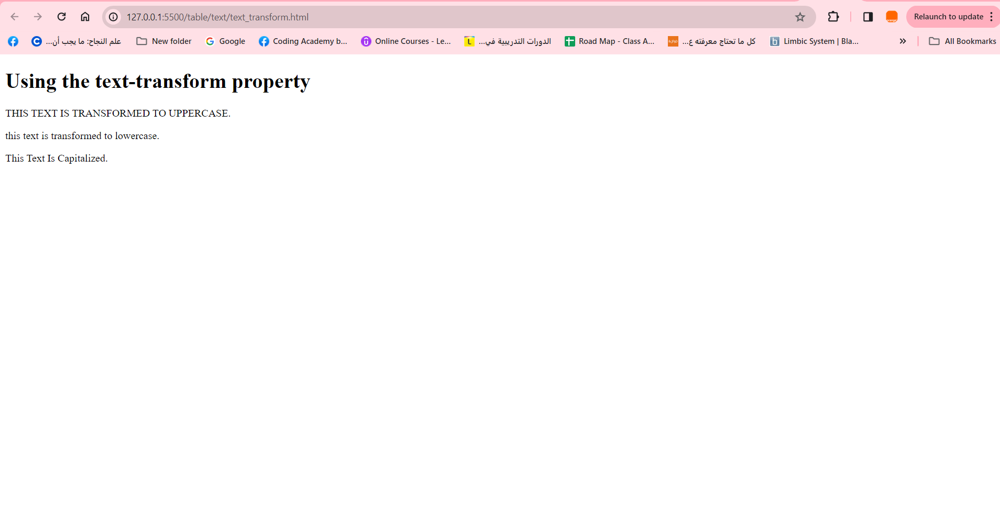 127.0.0.1:5500/table/text/text_transform.html
Relaunch to update
علم النجاح: ما يجب أن...
New folder
Google
Coding Academy b...
Online Courses - Le...
الدورات التدريبية في...
Road Map - Class A...
كل ما تحتاج معرفته ع...
Limbic System | Bla...
All Bookmarks
Using the text-transform property
THIS TEXT IS TRANSFORMED TO UPPERCASE.
this text is transformed to lowercase.
This Text Is Capitalized.